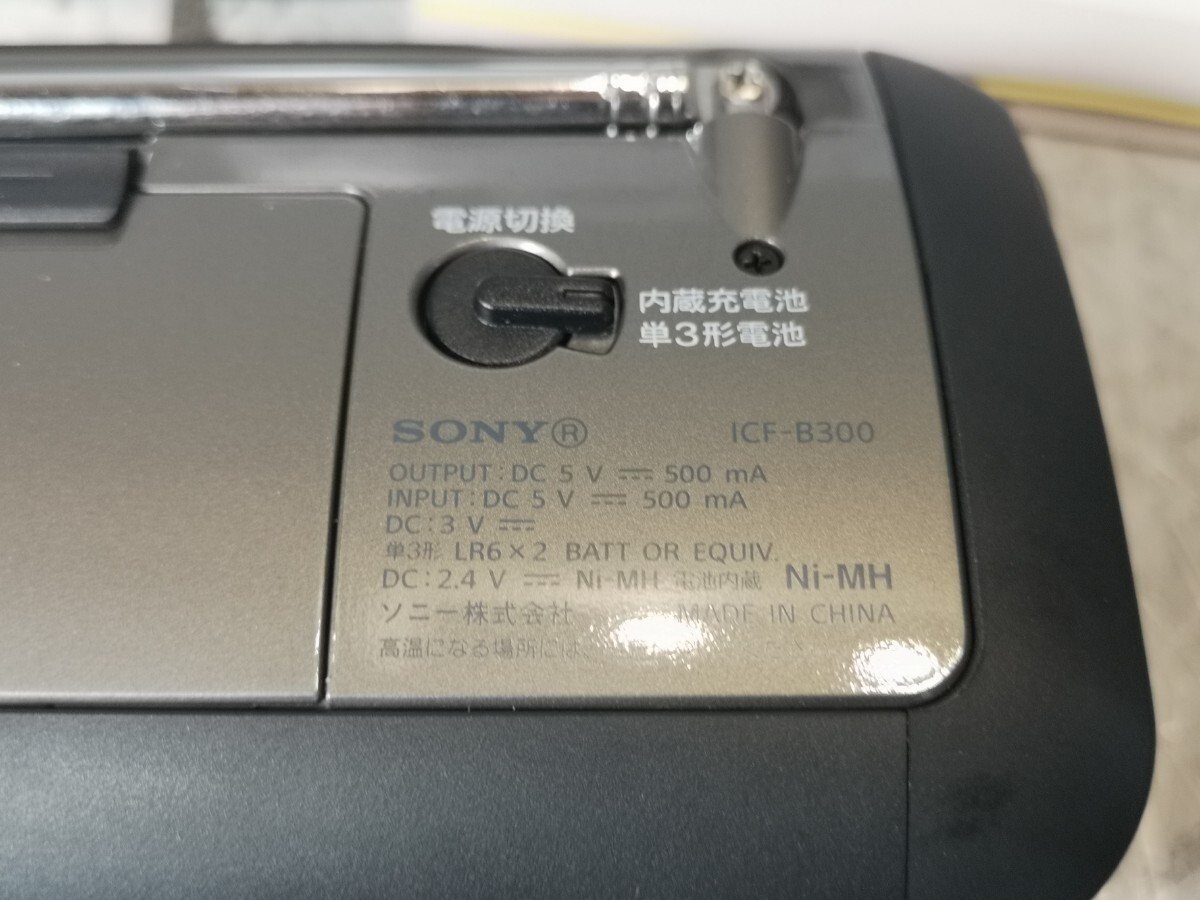 電源切換
内蔵充電池
単3形電池
SONY® ICF-B300
OUTPUT : DC 5 V ⎓ 500 mA
INPUT : DC 5 V ⎓ 500 mA
DC : 3 V ⎓
単3形 LR6×2 BATT OR EQUIV.
DC : 2.4 V ⎓ Ni-MH 電池内蔵 Ni-MH
ソニー株式会社 MADE IN CHINA
高温になる場所には、